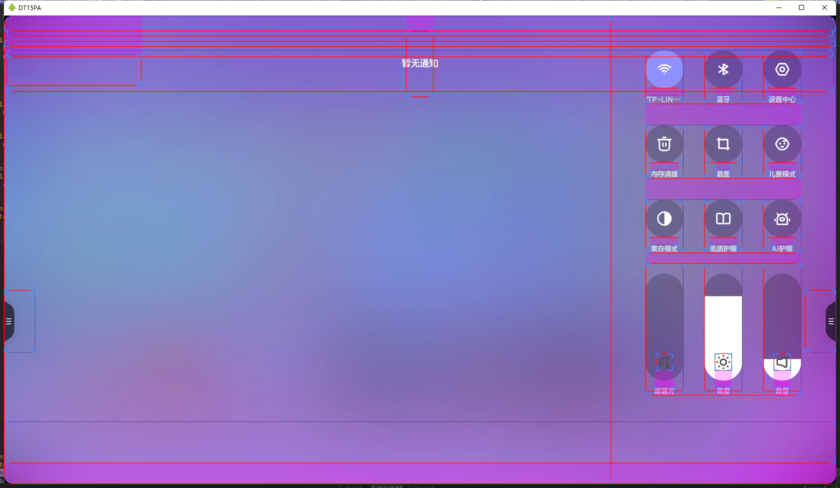 DT15PA
暂无通知
TP-LIN...
蓝牙
设置中心
内存清理
截图
儿童模式
黑白模式
纸质护眼
AI护眼
滤蓝光
亮度
音量